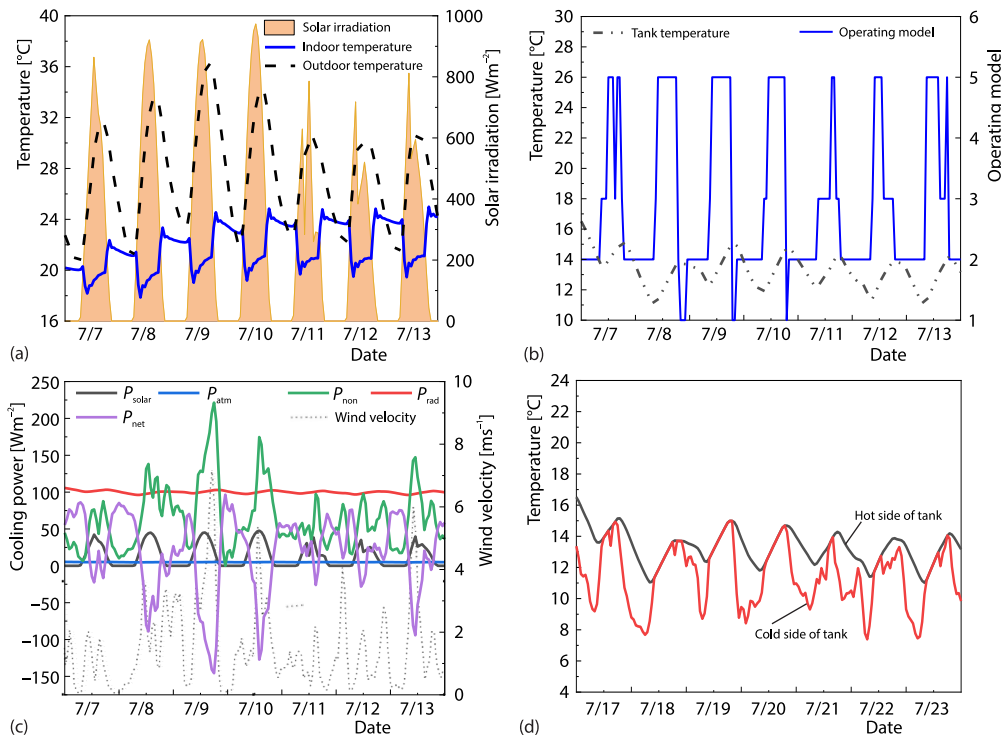 Temperature [°C]
40
36
32
28
24
20
16
Solar irradiation
Indoor temperature
Outdoor temperature
1000
800
600
400
200
0
Solar irradiation [Wm−2]
7/7 7/8 7/9 7/10 7/11 7/12 7/13
(a)
Date
Temperature [°C]
30
28
26
24
22
20
18
16
14
12
10
Tank temperature
Operating model
6
5
4
3
2
1
Operating model
7/7 7/8 7/9 7/10 7/11 7/12 7/13
(b)
Date
Cooling power [Wm−2]
250
200
150
100
50
0
−50
−100
−150
Psolar Patm Pnon Prad
Pnet Wind velocity
10
8
6
4
2
0
Wind velocity [ms−1]
7/7 7/8 7/9 7/10 7/11 7/12 7/13
(c)
Date
Temperature [°C]
24
22
20
18
16
14
12
10
8
6
4
Hot side of tank
Cold side of tank
7/17 7/18 7/19 7/20 7/21 7/22 7/23
(d)
Date